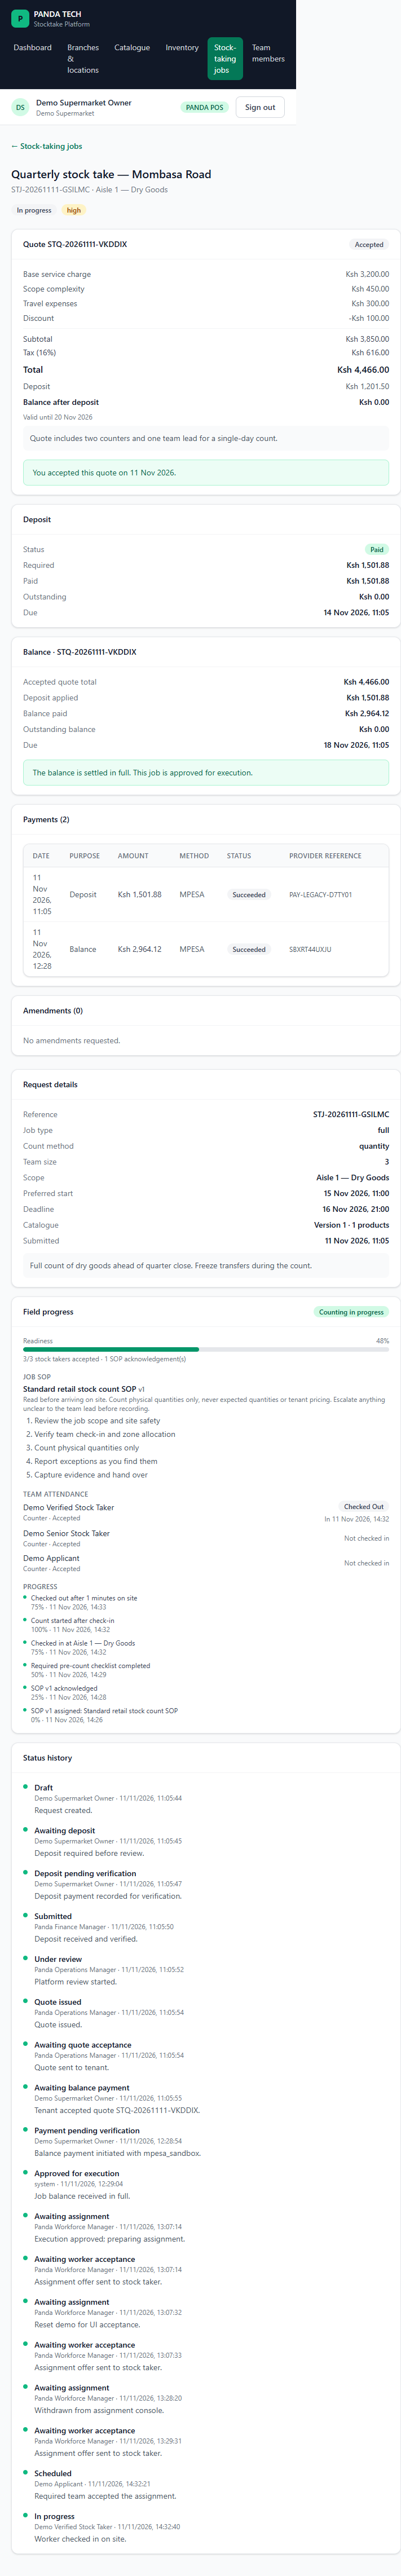 P
PANDA TECH
Stocktake Platform
Dashboard
Branches & locations
Catalogue
Inventory
Stock-taking jobs
Team members
DS
Demo Supermarket Owner
Demo Supermarket
PANDA POS
Sign out
← Stock-taking jobs
Quarterly stock take — Mombasa Road
STJ-20261111-GSILMC · Aisle 1 — Dry Goods
In progress
high
Quote STQ-20261111-VKDDIX
Accepted
Base service charge Ksh 3,200.00
Scope complexity Ksh 450.00
Travel expenses Ksh 300.00
Discount -Ksh 100.00
Subtotal Ksh 3,850.00
Tax (16%) Ksh 616.00
Total Ksh 4,466.00
Deposit Ksh 1,201.50
Balance after deposit Ksh 0.00
Valid until 20 Nov 2026
Quote includes two counters and one team lead for a single-day count.
You accepted this quote on 11 Nov 2026.
Deposit
Status Paid
Required Ksh 1,501.88
Paid Ksh 1,501.88
Outstanding Ksh 0.00
Due 14 Nov 2026, 11:05
Balance · STQ-20261111-VKDDIX
Accepted quote total Ksh 4,466.00
Deposit applied Ksh 1,501.88
Balance paid Ksh 2,964.12
Outstanding balance Ksh 0.00
Due 18 Nov 2026, 11:05
The balance is settled in full. This job is approved for execution.
Payments (2)
DATE PURPOSE AMOUNT METHOD STATUS PROVIDER REFERENCE
11 Nov 2026, 11:05 Deposit Ksh 1,501.88 MPESA Succeeded PAY-LEGACY-D7TY01
11 Nov 2026, 12:28 Balance Ksh 2,964.12 MPESA Succeeded SBXRT44UXJU
Amendments (0)
No amendments requested.
Request details
Reference STJ-20261111-GSILMC
Job type full
Count method quantity
Team size 3
Scope Aisle 1 — Dry Goods
Preferred start 15 Nov 2026, 11:00
Deadline 16 Nov 2026, 21:00
Catalogue Version 1 · 1 products
Submitted 11 Nov 2026, 11:05
Full count of dry goods ahead of quarter close. Freeze transfers during the count.
Field progress
Counting in progress
Readiness 48%
3/3 stock takers accepted · 1 SOP acknowledgement(s)
JOB SOP
Standard retail stock count SOP v1
Read before arriving on site. Count physical quantities only, never expected quantities or tenant pricing. Escalate anything
unclear to the team lead before recording.
1. Review the job scope and site safety
2. Verify team check-in and zone allocation
3. Count physical quantities only
4. Report exceptions as you find them
5. Capture evidence and hand over
TEAM ATTENDANCE
Demo Verified Stock Taker Checked Out
Counter · Accepted In 11 Nov 2026, 14:32
Demo Senior Stock Taker
Counter · Accepted Not checked in
Demo Applicant
Counter · Accepted Not checked in
PROGRESS
Checked out after 1 minutes on site
75% · 11 Nov 2026, 14:33
Count started after check-in
100% · 11 Nov 2026, 14:32
Checked in at Aisle 1 — Dry Goods
75% · 11 Nov 2026, 14:32
Required pre-count checklist completed
50% · 11 Nov 2026, 14:29
SOP v1 acknowledged
25% · 11 Nov 2026, 14:28
SOP v1 assigned: Standard retail stock count SOP
0% · 11 Nov 2026, 14:26
Status history
Draft
Demo Supermarket Owner · 11/11/2026, 11:05:44
Request created.
Awaiting deposit
Demo Supermarket Owner · 11/11/2026, 11:05:45
Deposit required before review.
Deposit pending verification
Demo Supermarket Owner · 11/11/2026, 11:05:47
Deposit payment recorded for verification.
Submitted
Panda Finance Manager · 11/11/2026, 11:05:50
Deposit received and verified.
Under review
Panda Operations Manager · 11/11/2026, 11:05:52
Platform review started.
Quote issued
Panda Operations Manager · 11/11/2026, 11:05:54
Quote issued.
Awaiting quote acceptance
Panda Operations Manager · 11/11/2026, 11:05:54
Quote sent to tenant.
Awaiting balance payment
Demo Supermarket Owner · 11/11/2026, 11:05:55
Tenant accepted quote STQ-20261111-VKDDIX.
Payment pending verification
Demo Supermarket Owner · 11/11/2026, 12:28:54
Balance payment initiated with mpesa_sandbox.
Approved for execution
system · 11/11/2026, 12:29:04
Job balance received in full.
Awaiting assignment
Panda Workforce Manager · 11/11/2026, 13:07:14
Execution approved; preparing assignment.
Awaiting worker acceptance
Panda Workforce Manager · 11/11/2026, 13:07:14
Assignment offer sent to stock taker.
Awaiting assignment
Panda Workforce Manager · 11/11/2026, 13:07:32
Reset demo for UI acceptance.
Awaiting worker acceptance
Panda Workforce Manager · 11/11/2026, 13:07:33
Assignment offer sent to stock taker.
Awaiting assignment
Panda Workforce Manager · 11/11/2026, 13:28:20
Withdrawn from assignment console.
Awaiting worker acceptance
Panda Workforce Manager · 11/11/2026, 13:29:31
Assignment offer sent to stock taker.
Scheduled
Demo Applicant · 11/11/2026, 14:32:21
Required team accepted the assignment.
In progress
Demo Verified Stock Taker · 11/11/2026, 14:32:40
Worker checked in on site.